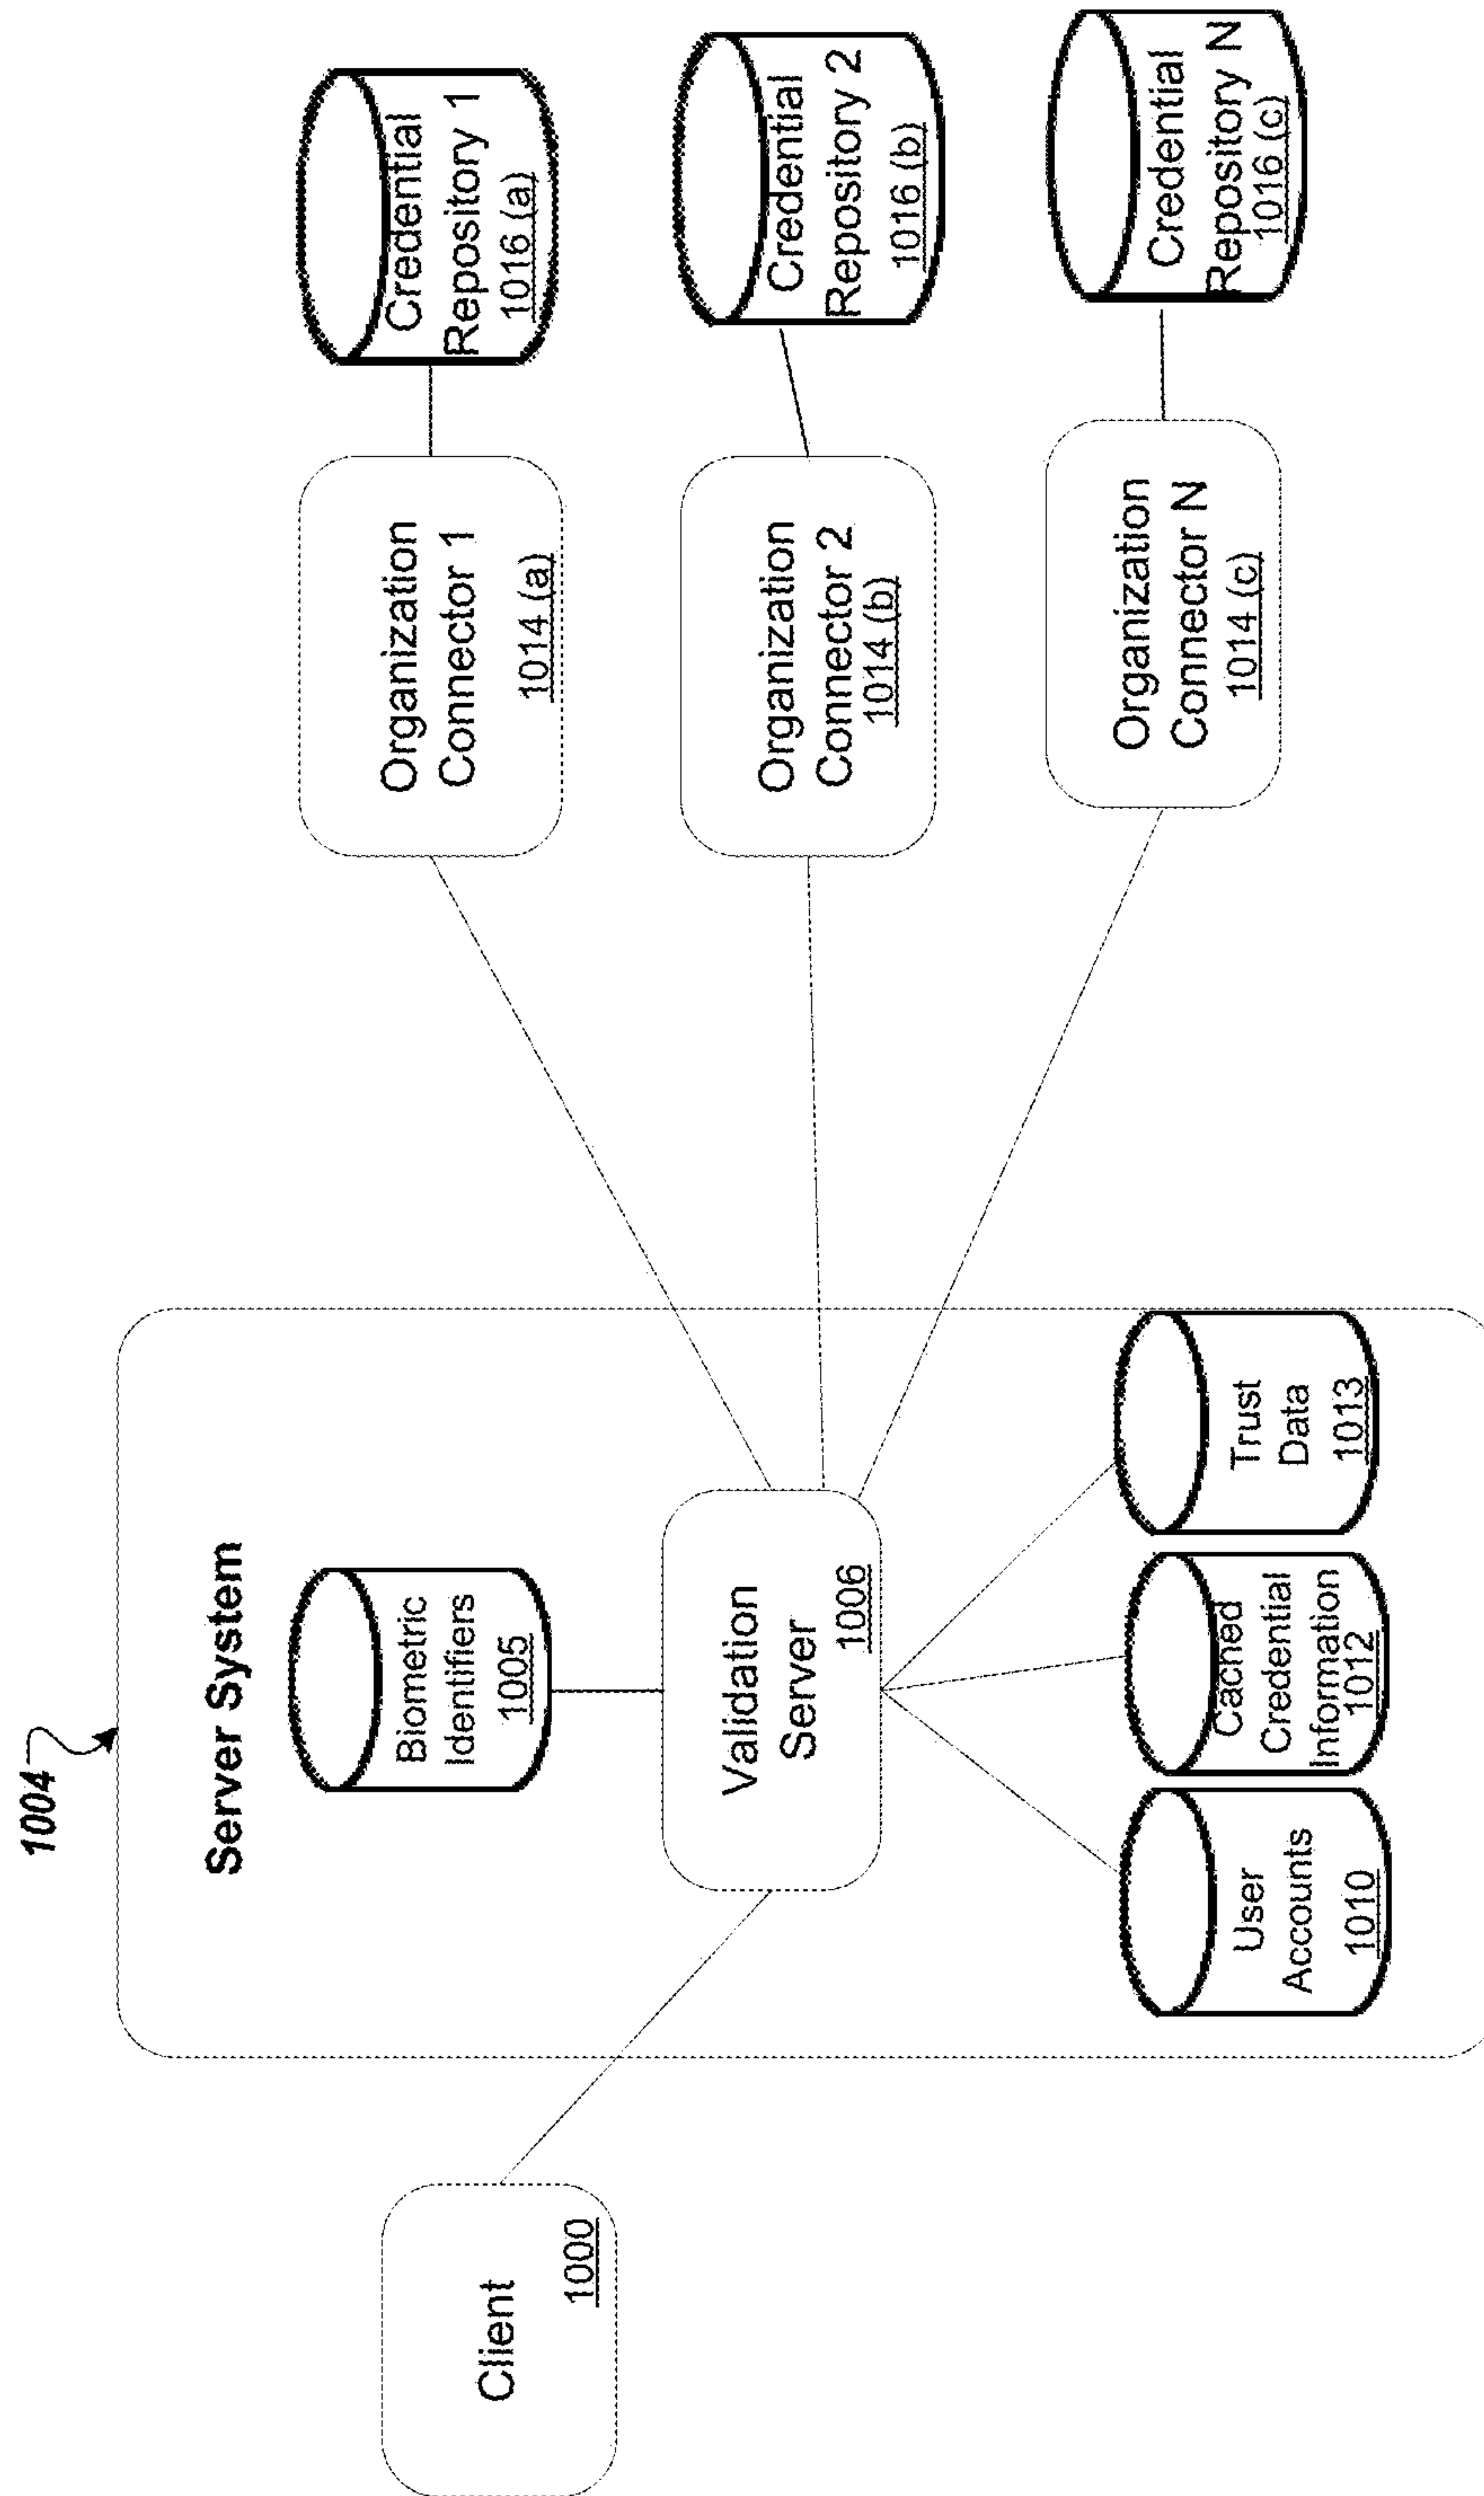 1004
Server System
Client
1000
Biometric
Identifiers
1005
Validation
Server
1006
User
Accounts
1010
Cached
Credential
Information
1012
Trust
Data
1013
Organization
Connector 1
1014 (a)
Credential
Repository 1
1016 (a)
Organization
Connector 2
1014 (b)
Credential
Repository 2
1016 (b)
Organization
Connector N
1014 (c)
Credential
Repository N
1016 (c)